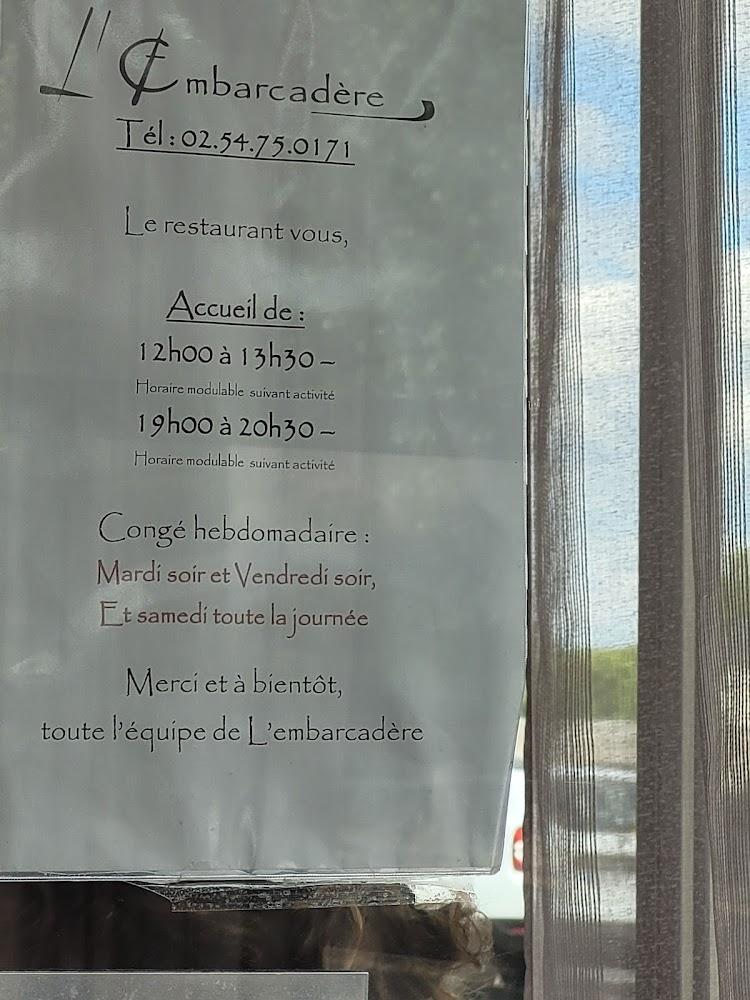 L'Embarcadère
Tél : 02.54.75.0171
Le restaurant vous,
Accueil de :
12h00 à 13h30 –
Horaire modulable suivant activité
19h00 à 20h30 –
Horaire modulable suivant activité
Congé hebdomadaire :
Mardi soir et Vendredi soir,
Et samedi toute la journée
Merci et à bientôt,
toute l'équipe de L'embarcadère